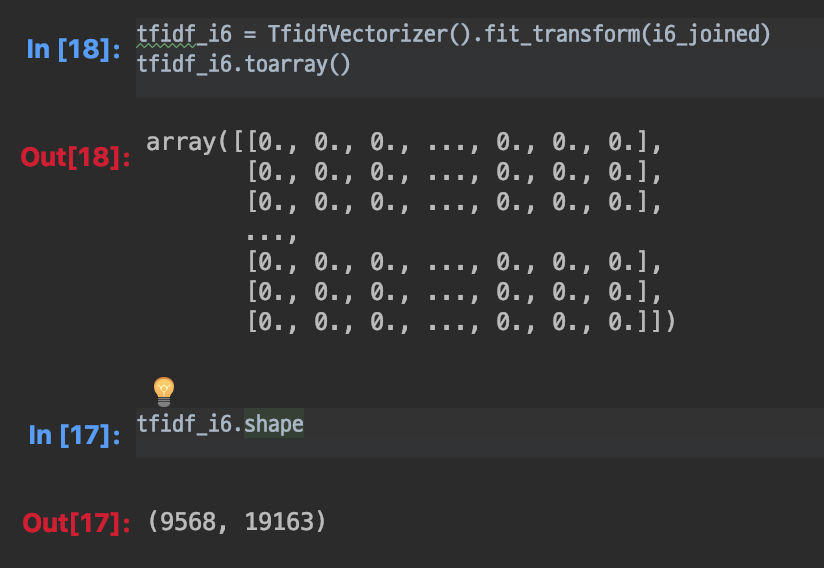 In [18]:
tfidf_i6 = TfidfVectorizer().fit_transform(i6_joined)
tfidf_i6.toarray()
Out[18]:
array([[0., 0., 0., ..., 0., 0., 0.],
[0., 0., 0., ..., 0., 0., 0.],
[0., 0., 0., ..., 0., 0., 0.],
...,
[0., 0., 0., ..., 0., 0., 0.],
[0., 0., 0., ..., 0., 0., 0.],
[0., 0., 0., ..., 0., 0., 0.]])
In [17]:
tfidf_i6.shape
Out[17]:
(9568, 19163)